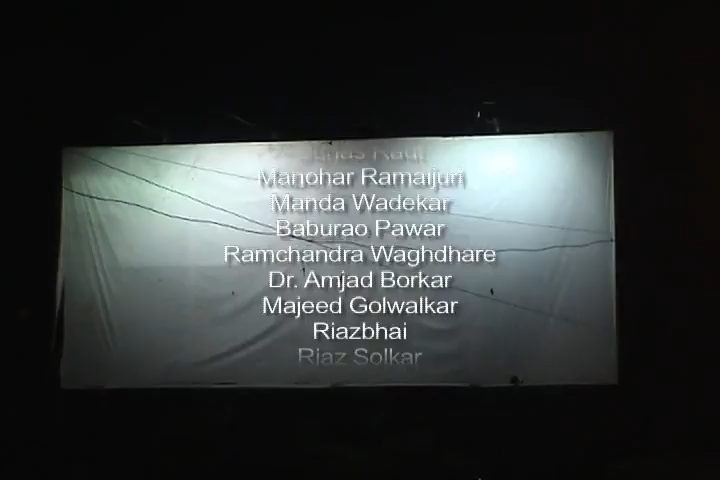 Manohar Ramaijuri
Manda Wadekar
Baburao Pawar
Ramchandra Waghdhare
Dr. Amjad Borkar
Majeed Golwalkar
Riazbhai
Riaz Solkar